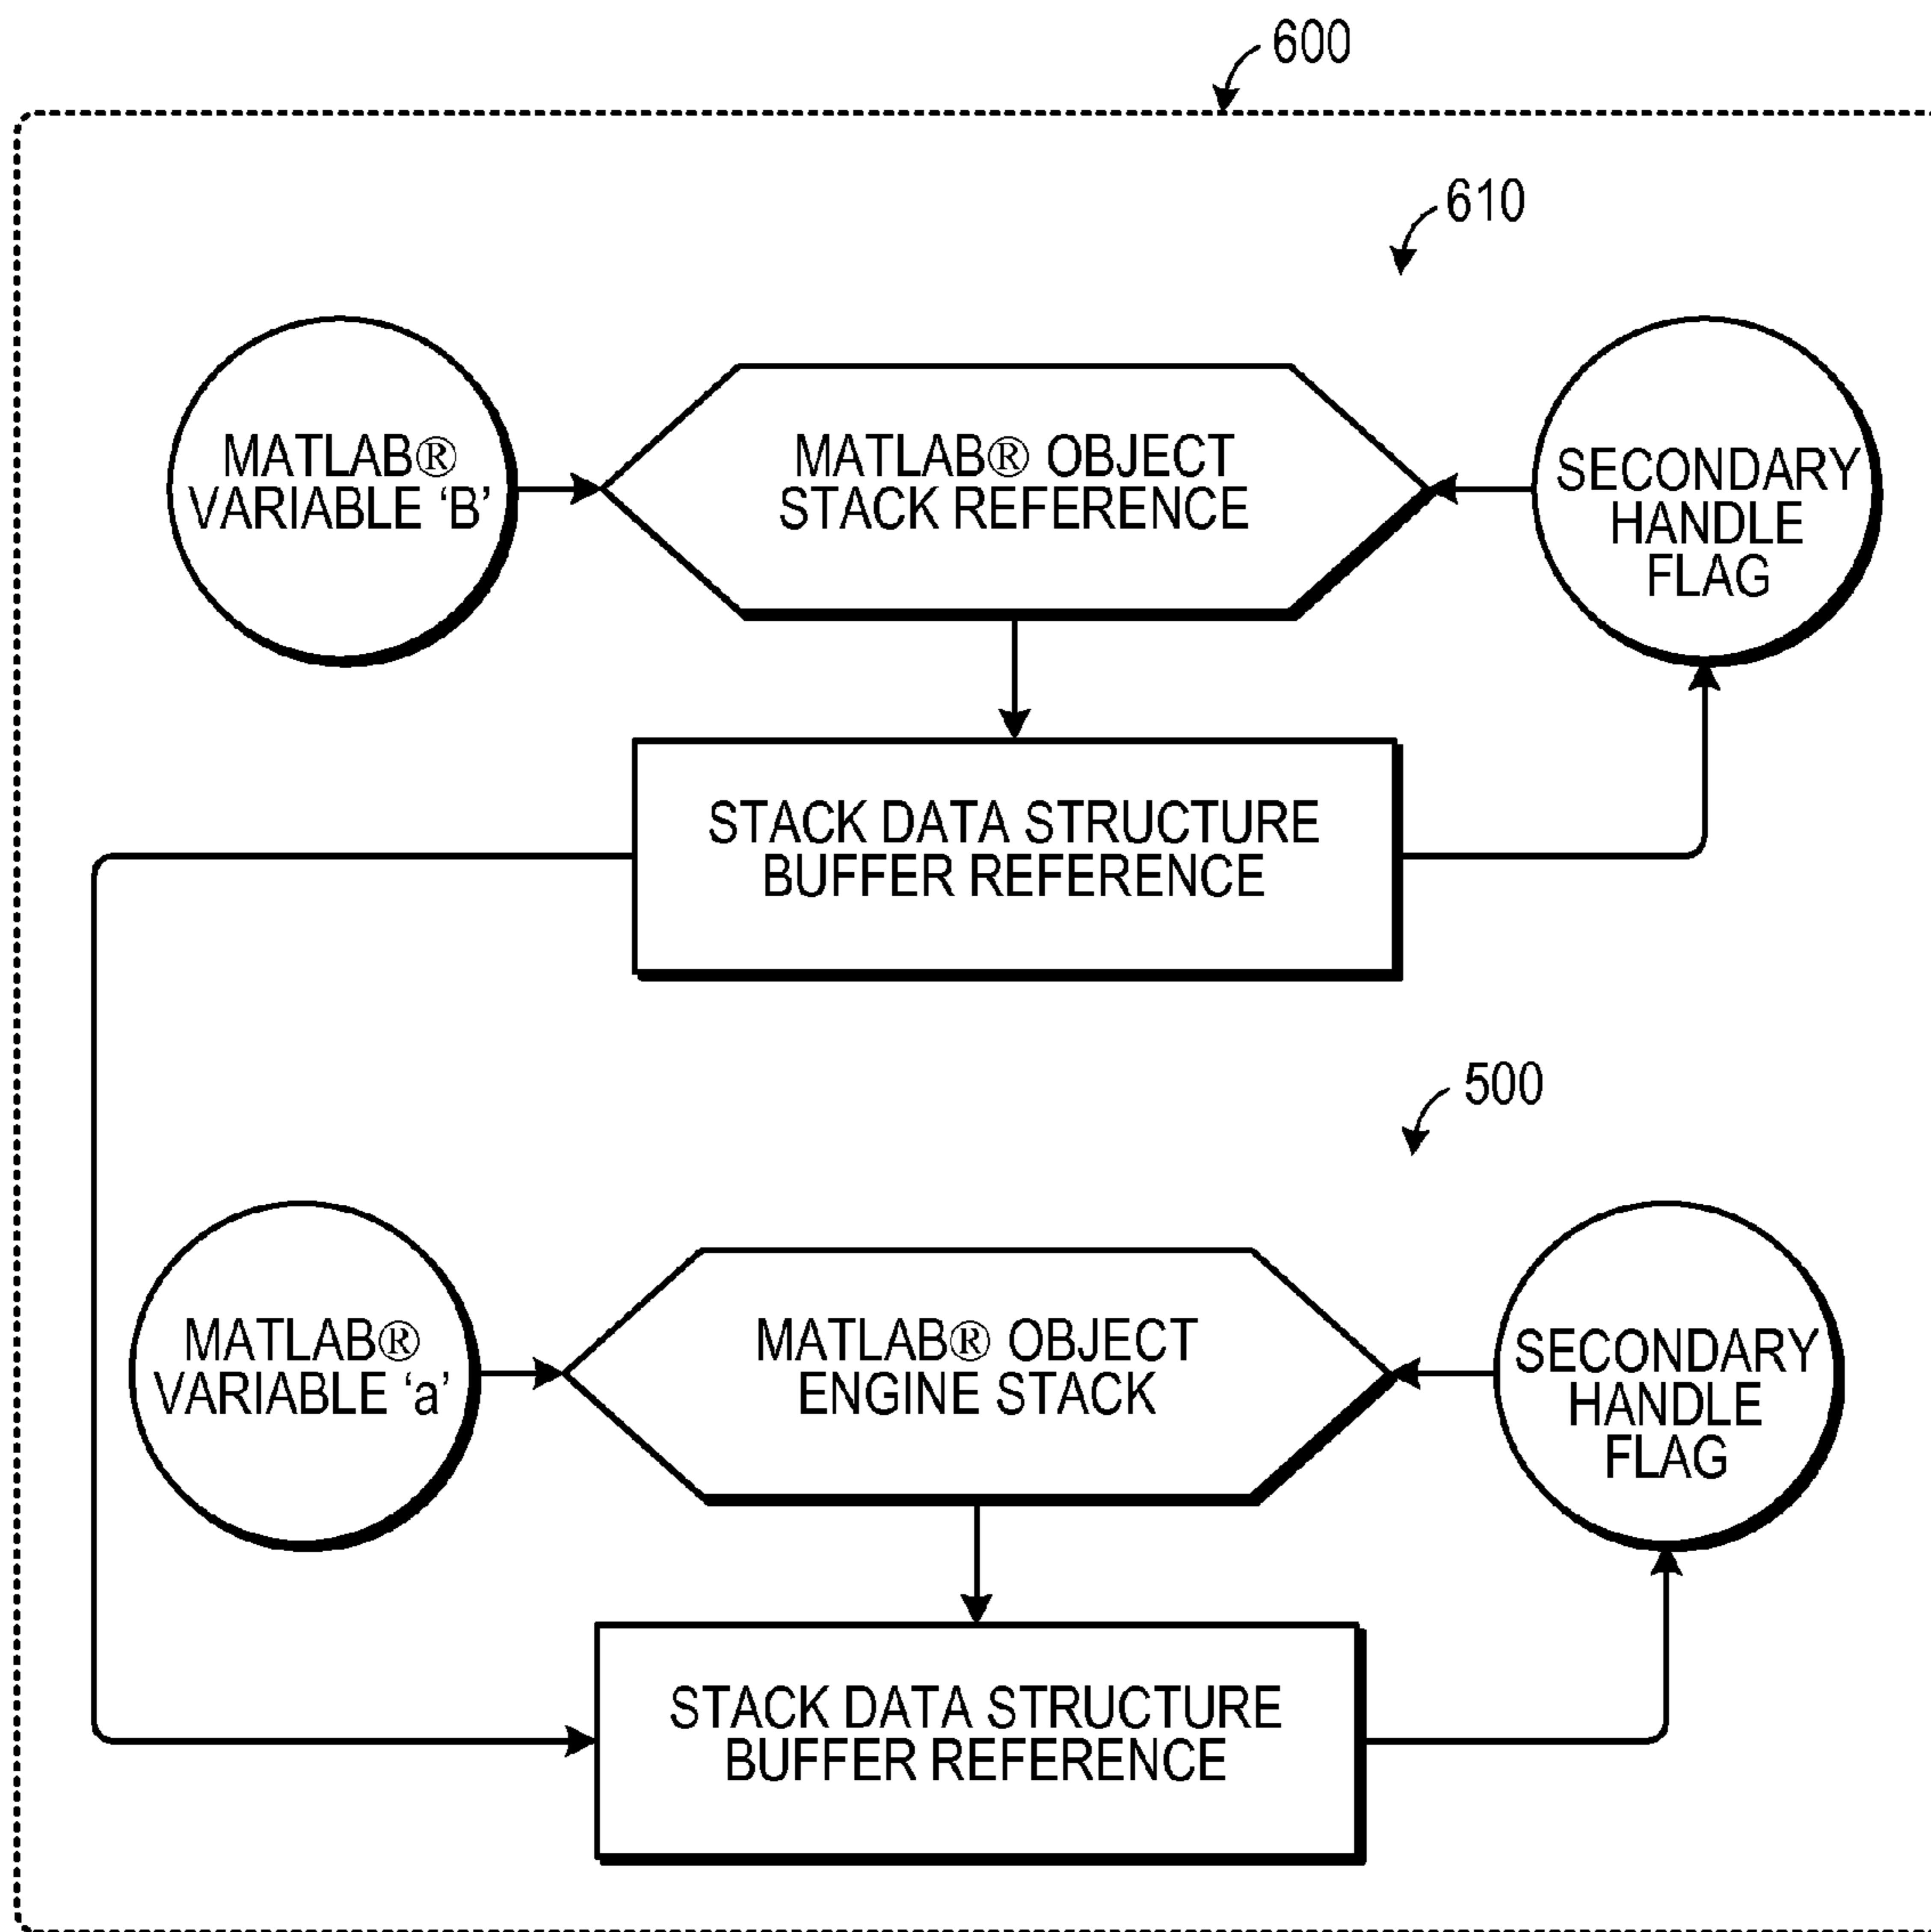 600
610
MATLAB®
VARIABLE ‘B’
MATLAB® OBJECT
STACK REFERENCE
SECONDARY
HANDLE
FLAG
STACK DATA STRUCTURE
BUFFER REFERENCE
500
MATLAB®
VARIABLE ‘a’
MATLAB® OBJECT
ENGINE STACK
SECONDARY
HANDLE
FLAG
STACK DATA STRUCTURE
BUFFER REFERENCE